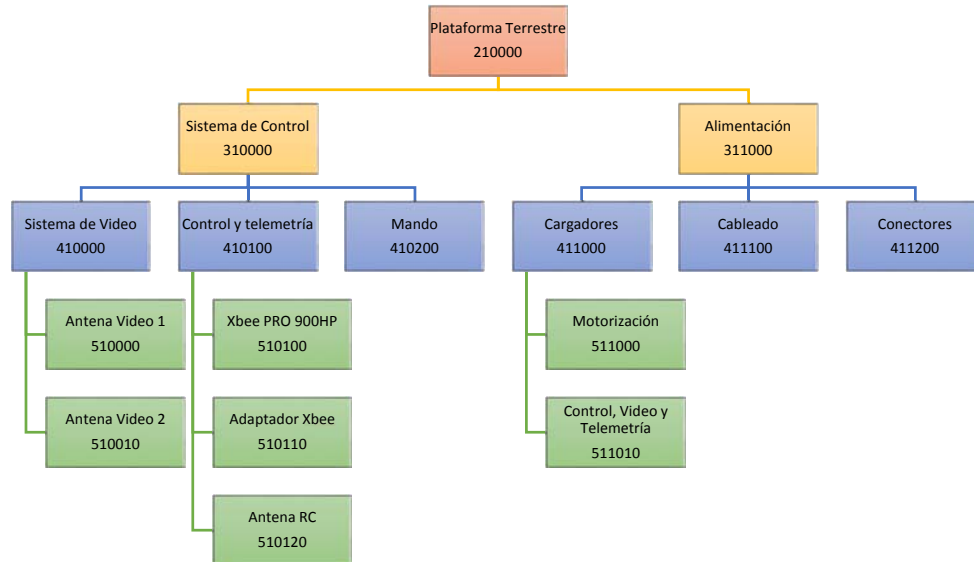 Plataforma Terrestre
210000
Sistema de Control
310000
Alimentación
311000
Sistema de Video
410000
Control y telemetría
410100
Mando
410200
Cargadores
411000
Cableado
411100
Conectores
411200
Antena Video 1
510000
Xbee PRO 900HP
510100
Motorización
511000
Antena Video 2
510010
Adaptador Xbee
510110
Control, Video y
Telemetría
511010
Antena RC
510120